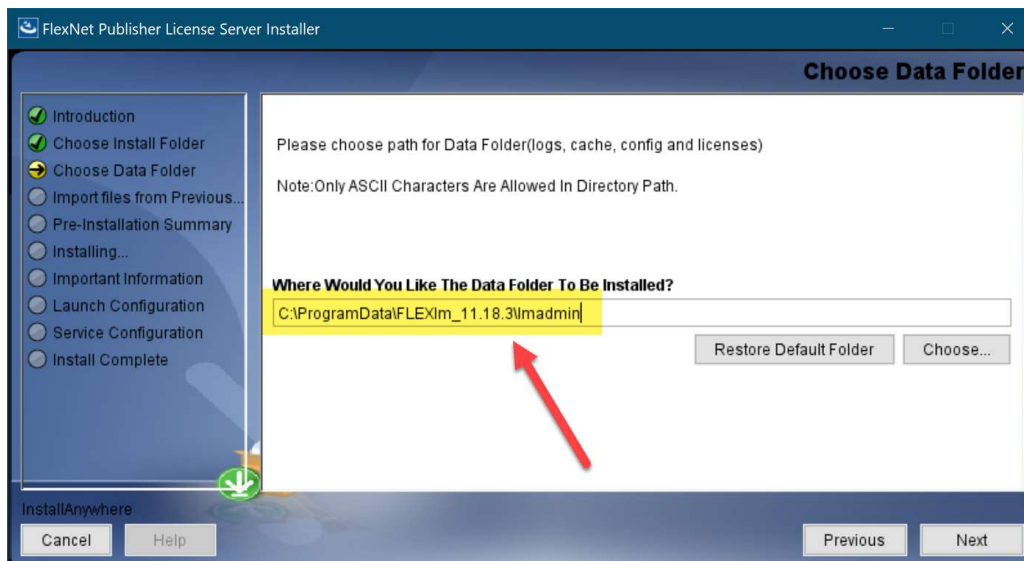 FlexNet Publisher License Server Installer
Choose Data Folder
Introduction
Choose Install Folder
Choose Data Folder
Import files from Previous...
Pre-Installation Summary
Installing...
Important Information
Launch Configuration
Service Configuration
Install Complete
Please choose path for Data Folder(logs, cache, config and licenses)
Note:Only ASCII Characters Are Allowed In Directory Path.
Where Would You Like The Data Folder To Be Installed?
C:\ProgramData\FLEXlm_11.18.3\lmadmin
Restore Default Folder
Choose...
InstallAnywhere
Cancel
Help
Previous
Next